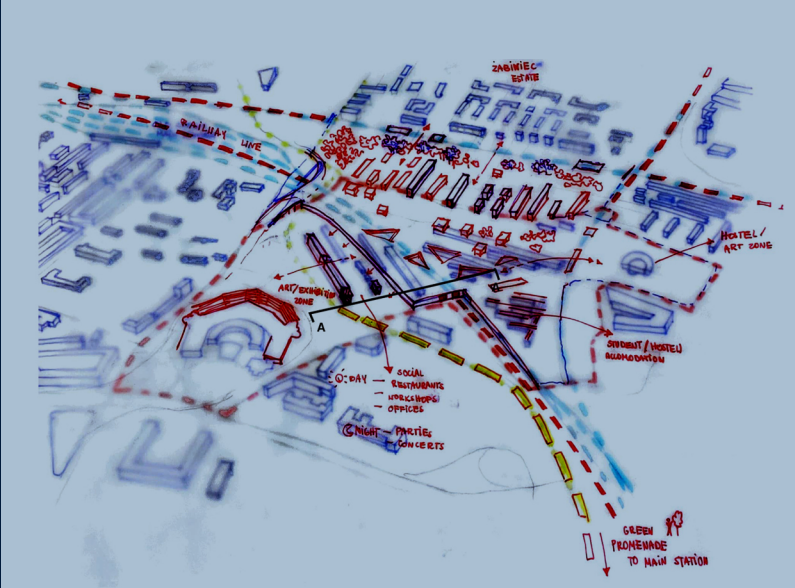 ZABINIEC
ESTATE
RAILWAY LINE
HOSTEL/
ART ZONE
ART/EXHIBITION
ZONE
A
STUDENT/HOSTEL
ACCOMODATION
DAY — SOCIAL
RESTAURANTS
— WORKSHOPS
— OFFICES
NIGHT — PARTIES
— CONCERTS
GREEN
PROMENADE
TO MAIN STATION